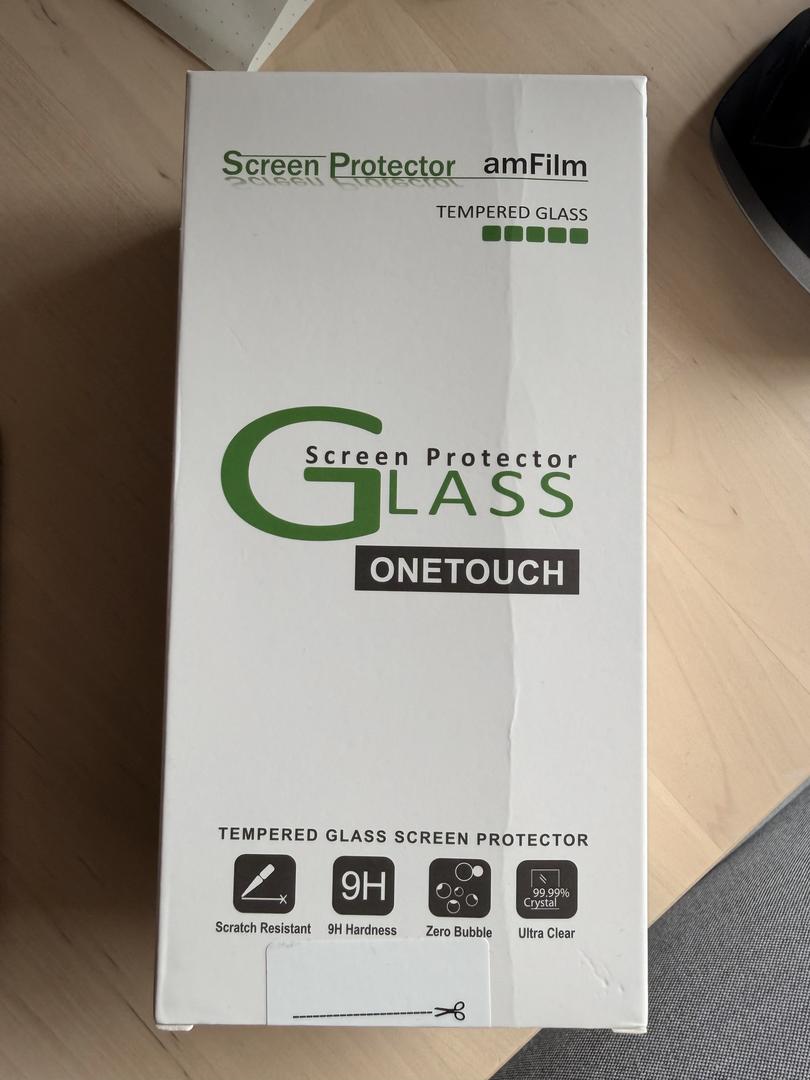 Screen Protector amFilm
TEMPERED GLASS
Screen Protector
GLASS
ONETOUCH
TEMPERED GLASS SCREEN PROTECTOR
9H
99.99%
Crystal
Scratch Resistant 9H Hardness Zero Bubble Ultra Clear